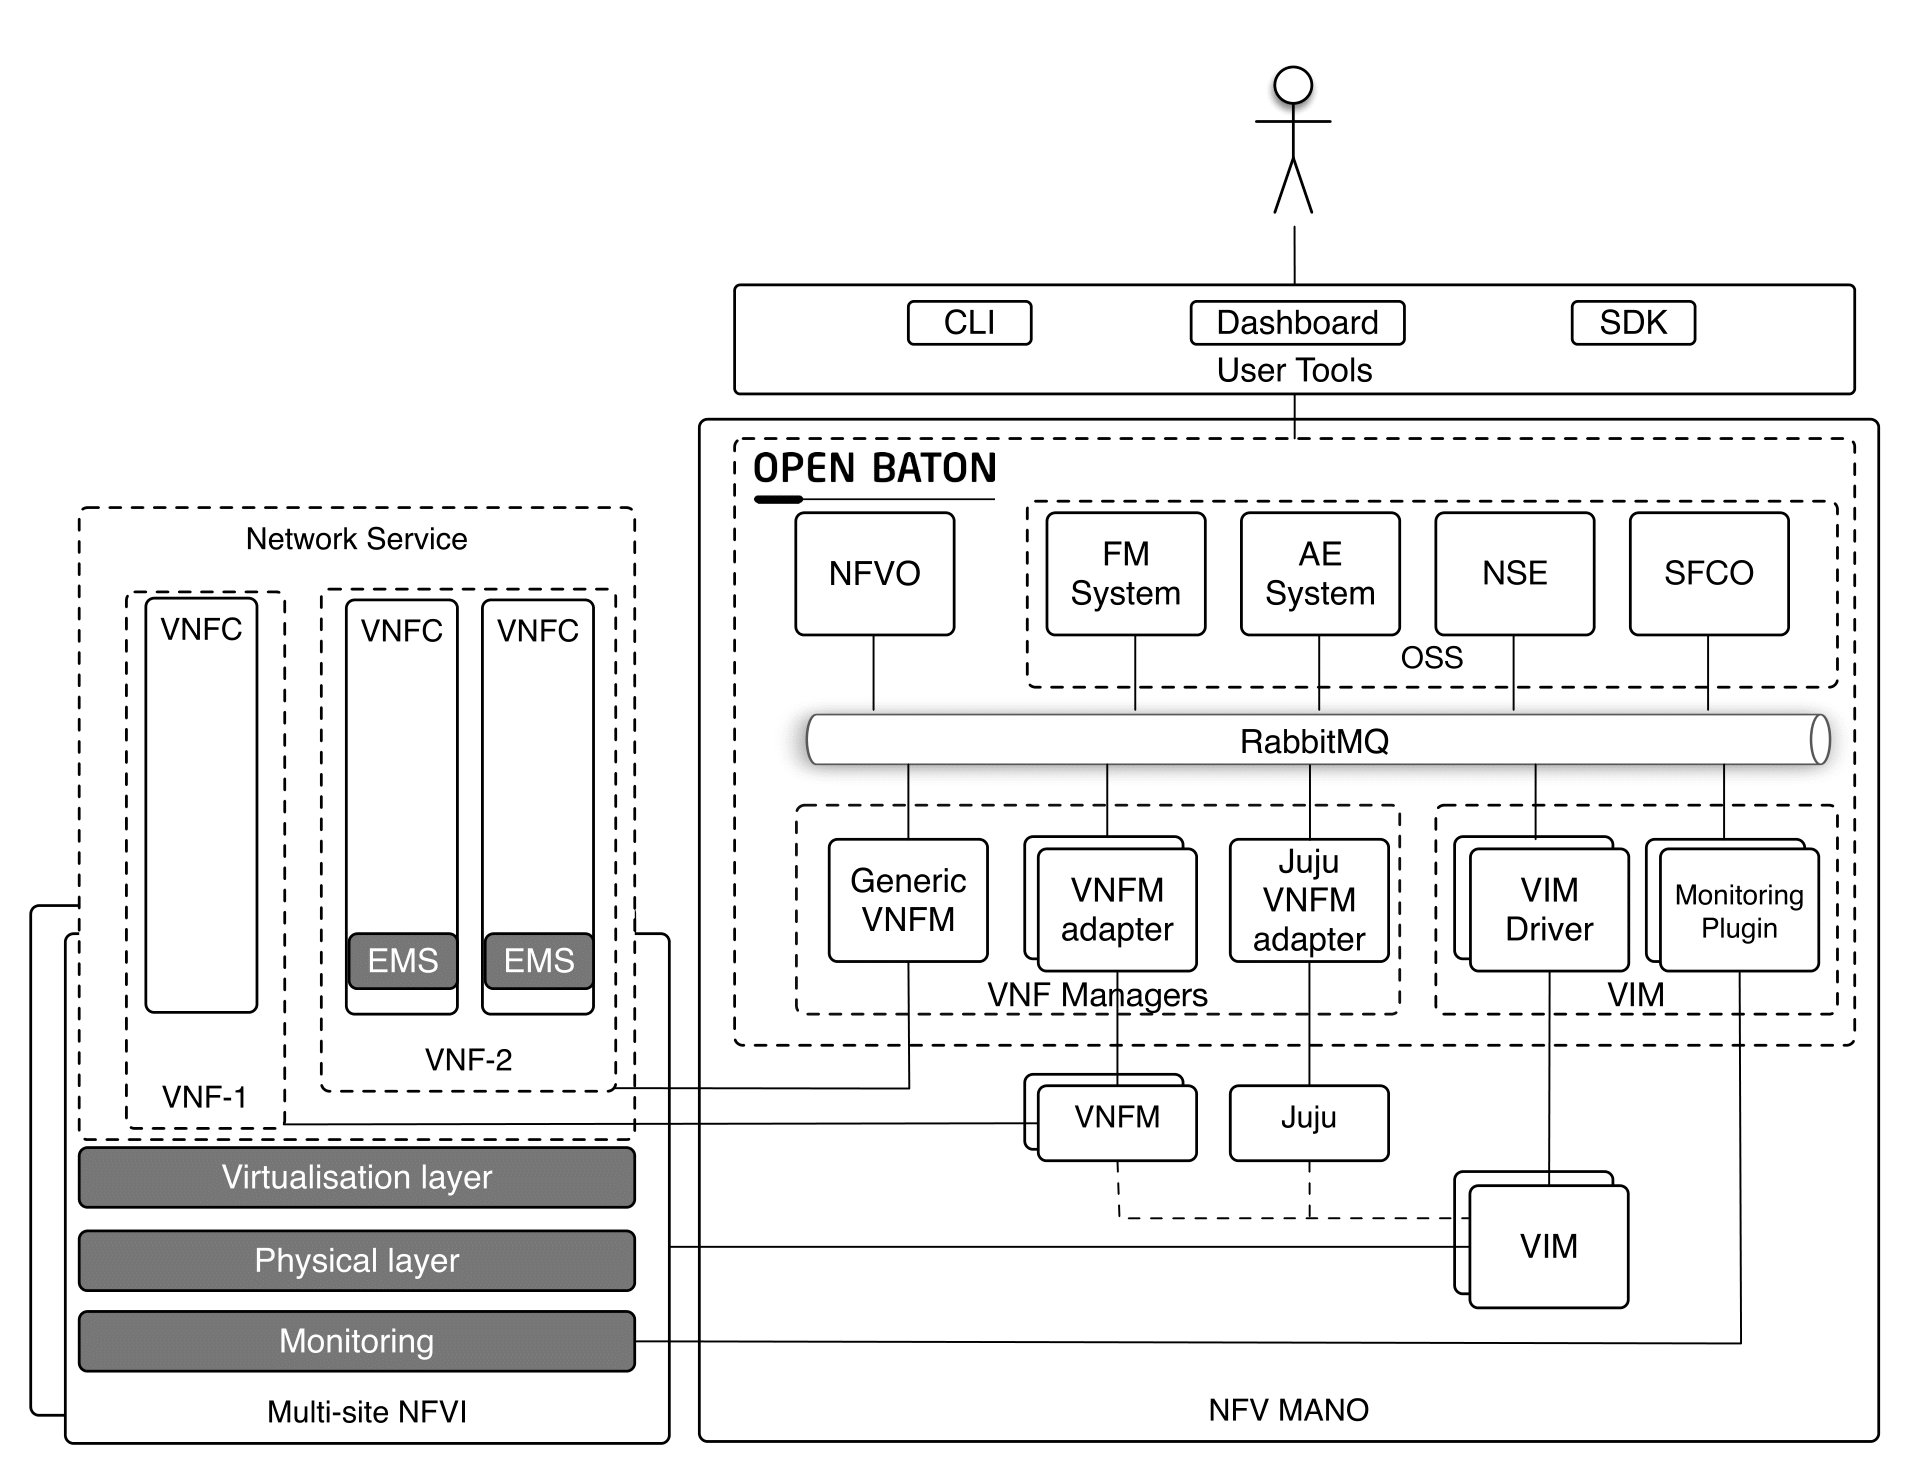 CLI
Dashboard
SDK
User Tools
OPEN BATON
NFVO
FM
System
AE
System
NSE
SFCO
OSS
RabbitMQ
Generic
VNFM
VNFM
adapter
Juju
VNFM
adapter
VNF Managers
VIM
Driver
Monitoring
Plugin
VIM
VNFM
Juju
VIM
NFV MANO
Network Service
VNFC
VNFC
VNFC
EMS
EMS
VNF-2
VNF-1
Virtualisation layer
Physical layer
Monitoring
Multi-site NFVI